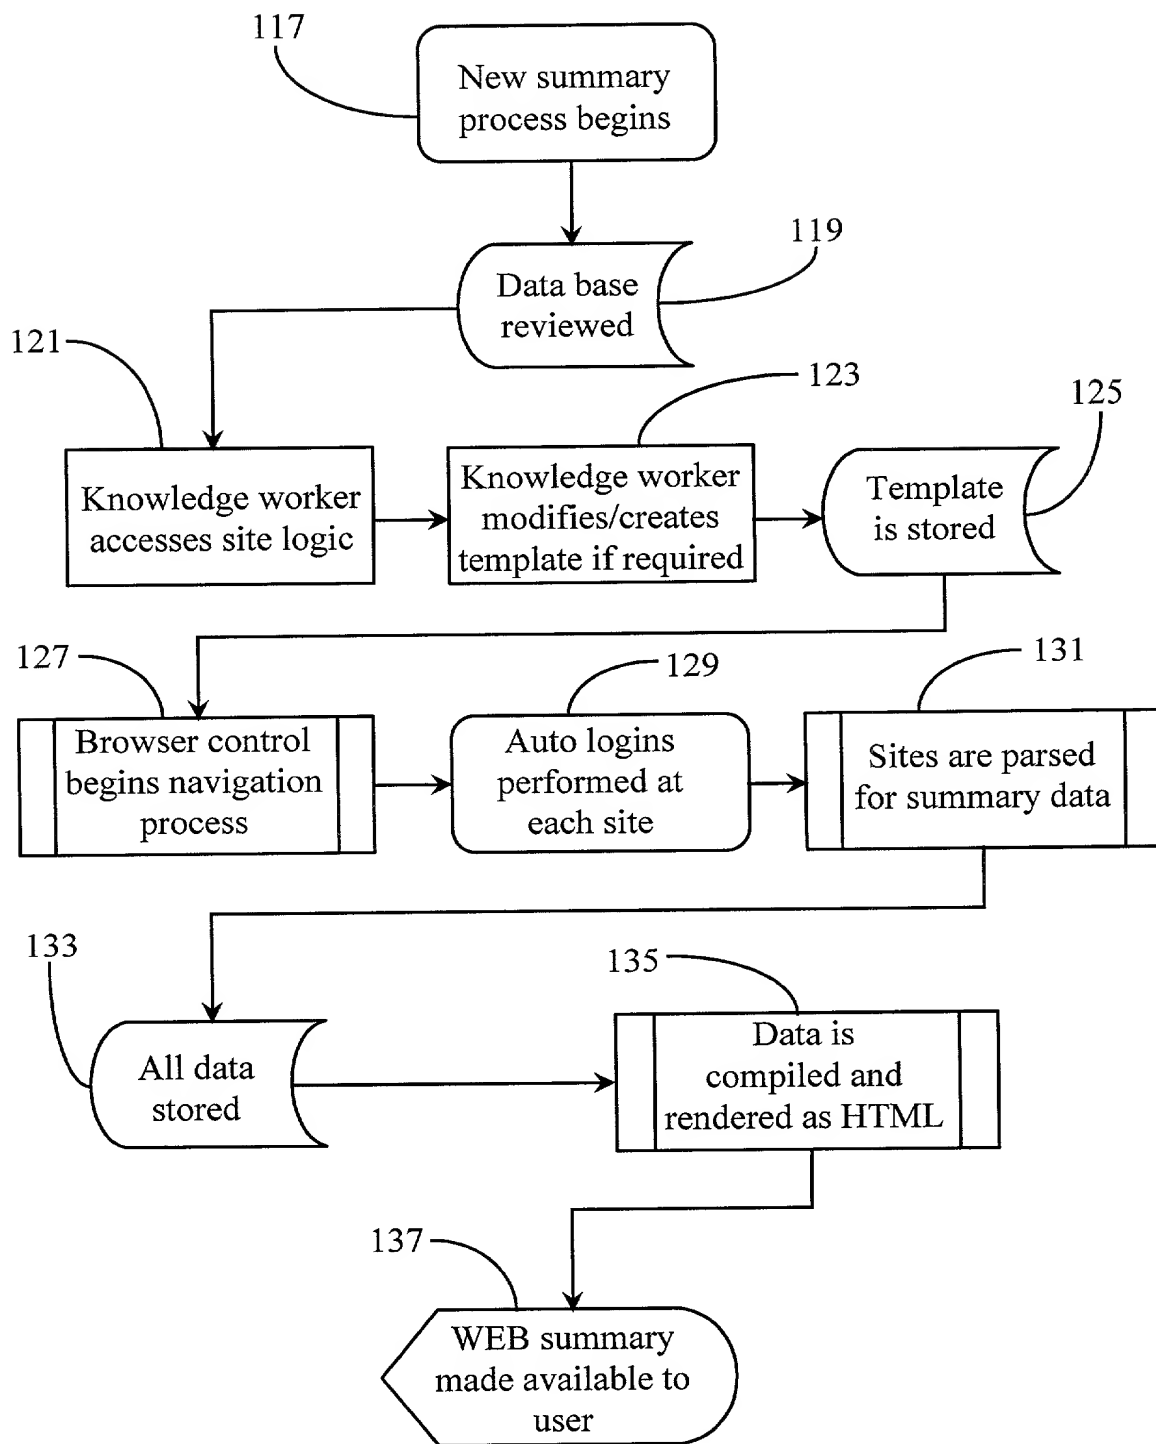 117
New summary
process begins
119
Data base
reviewed
121
123
125
Knowledge worker
accesses site logic
Knowledge worker
modifies/creates
template if required
Template
is stored
127
129
131
Browser control
begins navigation
process
Auto logins
performed at
each site
Sites are parsed
for summary data
133
135
All data
stored
Data is
compiled and
rendered as HTML
137
WEB summary
made available to
user